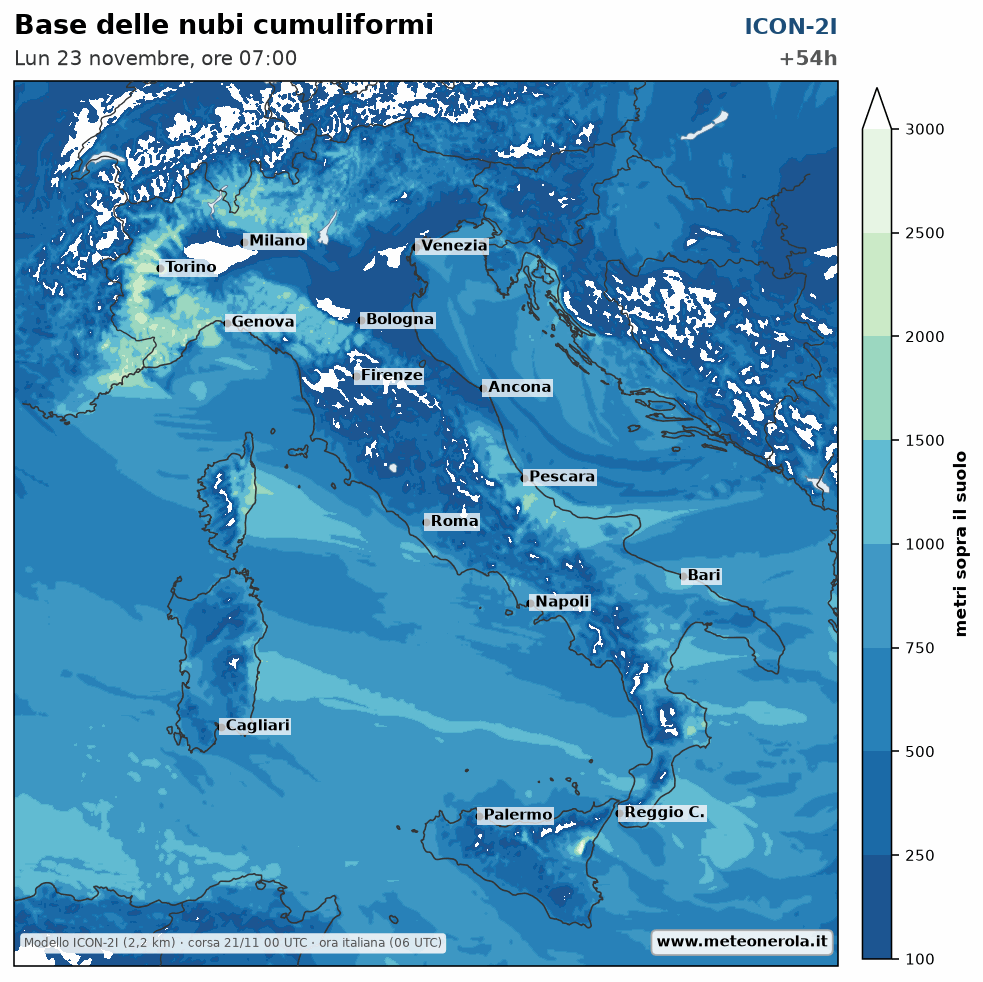 Base delle nubi cumuliformi
ICON-2I
Lun 23 novembre, ore 07:00
+54h
Milano
Venezia
Torino
Genova
Bologna
Firenze
Ancona
Pescara
Roma
Bari
Napoli
Cagliari
Palermo
Reggio C.
3000
2500
2000
1500
1000
750
500
250
100
metri sopra il suolo
Modello ICON-2I (2,2 km) · corsa 21/11 00 UTC · ora italiana (06 UTC)
www.meteonerola.it